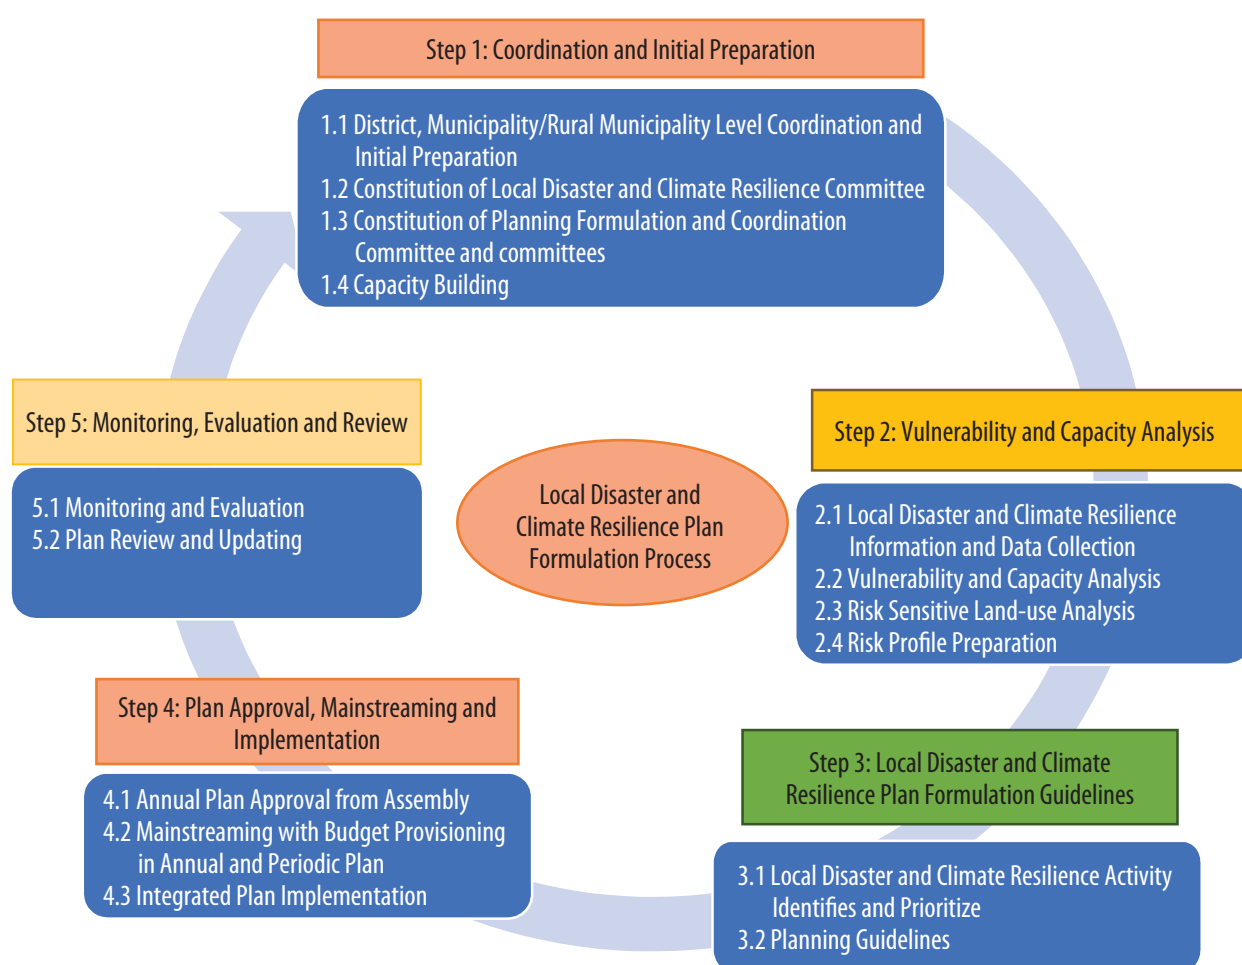 Step 1: Coordination and Initial Preparation
1.1 District, Municipality/Rural Municipality Level Coordination and
Initial Preparation
1.2 Constitution of Local Disaster and Climate Resilience Committee
1.3 Constitution of Planning Formulation and Coordination
Committee and committees
1.4 Capacity Building
Step 2: Vulnerability and Capacity Analysis
2.1 Local Disaster and Climate Resilience
Information and Data Collection
2.2 Vulnerability and Capacity Analysis
2.3 Risk Sensitive Land-use Analysis
2.4 Risk Profile Preparation
Step 3: Local Disaster and Climate
Resilience Plan Formulation Guidelines
3.1 Local Disaster and Climate Resilience Activity
Identifies and Prioritize
3.2 Planning Guidelines
Step 4: Plan Approval, Mainstreaming and
Implementation
4.1 Annual Plan Approval from Assembly
4.2 Mainstreaming with Budget Provisioning
in Annual and Periodic Plan
4.3 Integrated Plan Implementation
Step 5: Monitoring, Evaluation and Review
5.1 Monitoring and Evaluation
5.2 Plan Review and Updating
Local Disaster and
Climate Resilience Plan
Formulation Process